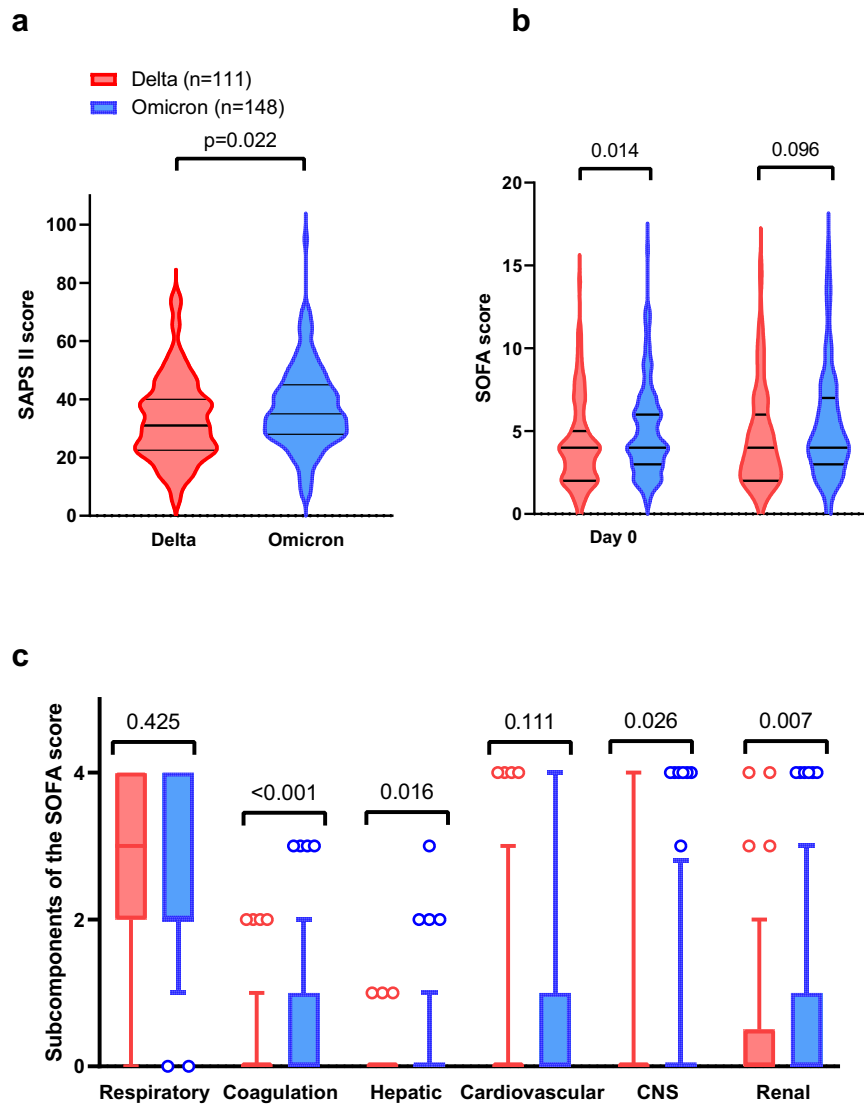 a
Delta (n=111)
Omicron (n=148)
p=0.022
SAPS II score
100
80
60
40
20
0
Delta Omicron
b
0.014 0.096
SOFA score
20
15
10
5
0
Day 0
c
Subcomponents of the SOFA score
0.425 <0.001 0.016 0.111 0.026 0.007
4
2
0
Respiratory Coagulation Hepatic Cardiovascular CNS Renal